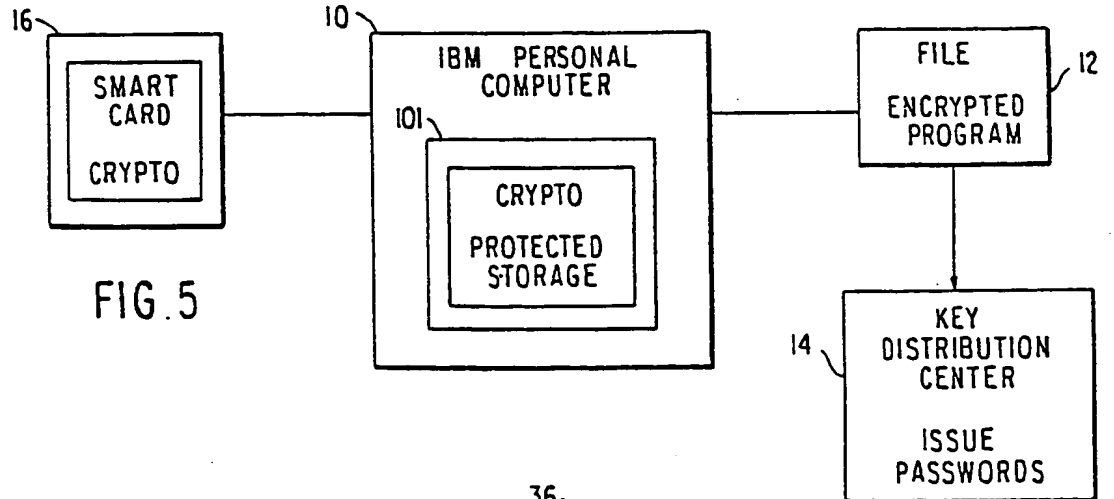 16
SMART
CARD
CRYPTO
FIG. 5
10
IBM PERSONAL
COMPUTER
101
CRYPTO
PROTECTED
STORAGE
FILE
ENCRYPTED
PROGRAM
12
14
KEY
DISTRIBUTION
CENTER
ISSUE
PASSWORDS
36.